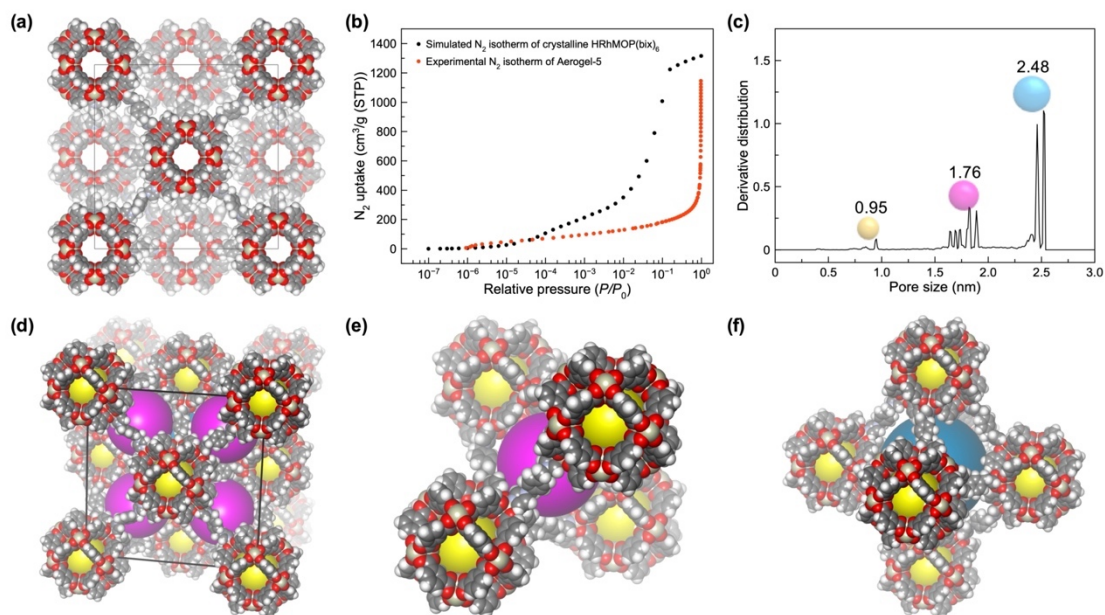 (a)
(b)
(c)
1400
1200
1000
800
600
400
200
0
N₂ uptake (cm³/g (STP))
Simulated N₂ isotherm of crystalline HRhMOP(bix)₆
Experimental N₂ isotherm of Aerogel-5
10⁻⁷ 10⁻⁶ 10⁻⁵ 10⁻⁴ 10⁻³ 10⁻² 10⁻¹ 10⁰
Relative pressure (P/P₀)
1.5
1.0
0.5
0
Derivative distribution
2.48
1.76
0.95
0 0.5 1.0 1.5 2.0 2.5 3.0
Pore size (nm)
(d)
(e)
(f)